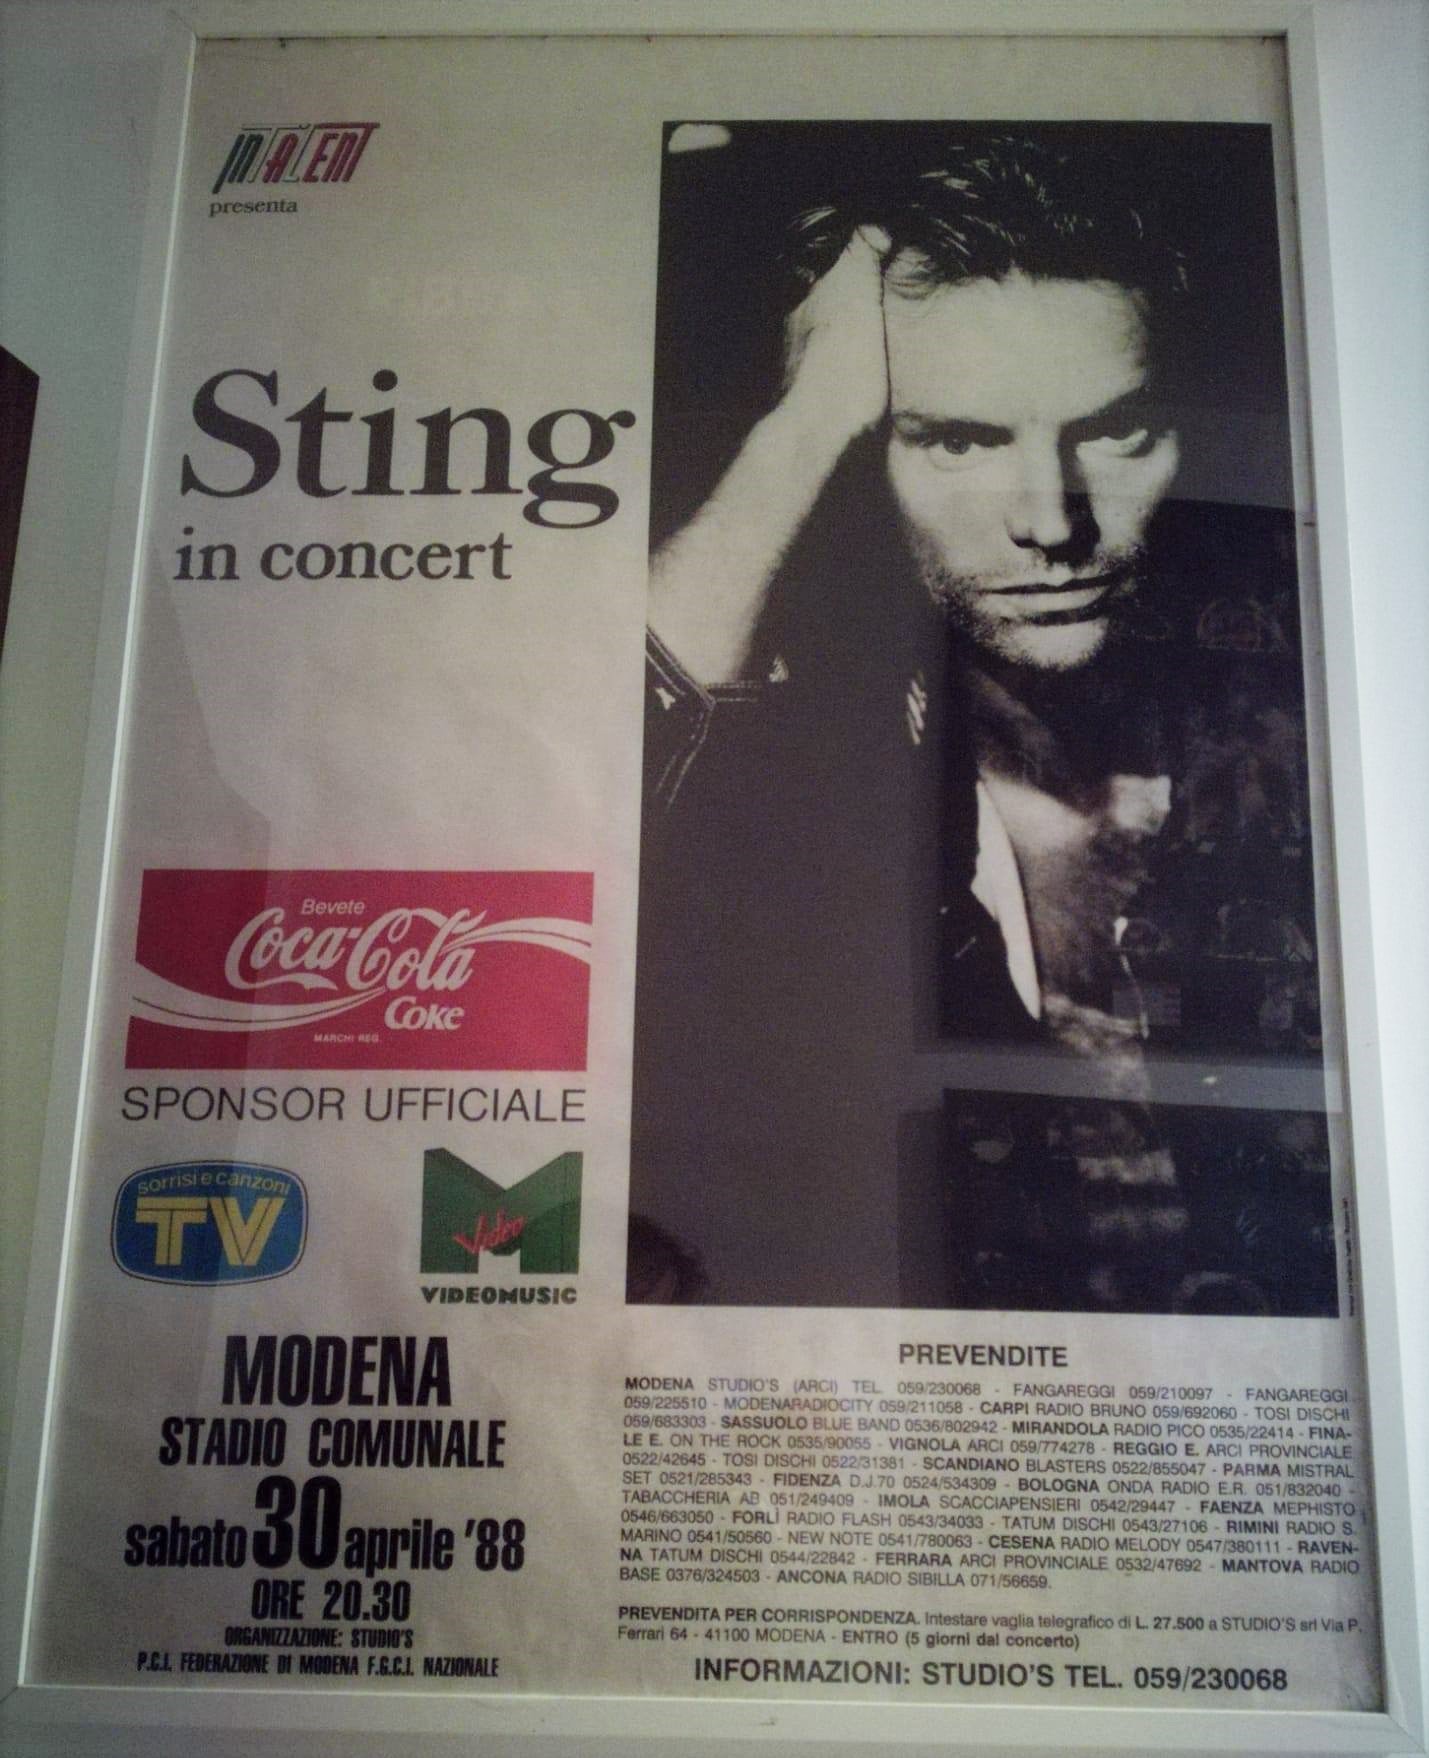 INTALENT
presenta
Sting
in concert
Bevete
Coca-Cola
Coke
MARCHI REG.
SPONSOR UFFICIALE
sorrisi e canzoni
TV
M
Video
VIDEOMUSIC
MODENA
STADIO COMUNALE
sabato 30 aprile '88
ORE 20.30
ORGANIZZAZIONE: STUDIO'S
P.C.I. FEDERAZIONE DI MODENA F.G.C.I. NAZIONALE
PREVENDITE
MODENA STUDIO'S (ARCI) TEL. 059/230068 - FANGAREGGI 059/210097 - FANGAREGGI
059/225510 - MODENARADIOCITY 059/211058 - CARPI RADIO BRUNO 059/692060 - TOSI DISCHI
059/683303 - SASSUOLO BLUE BAND 0536/802942 - MIRANDOLA RADIO PICO 0535/22414 - FINA-
LE E. ON THE ROCK 0535/90055 - VIGNOLA ARCI 059/774278 - REGGIO E. ARCI PROVINCIALE
0522/42645 - TOSI DISCHI 0522/31381 - SCANDIANO BLASTERS 0522/855047 - PARMA MISTRAL
SET 0521/285343 - FIDENZA D.J.70 0524/534309 - BOLOGNA ONDA RADIO E.R. 051/832040 -
TABACCHERIA AB 051/249409 - IMOLA SCACCIAPENSIERI 0542/29447 - FAENZA MEPHISTO
0546/663050 - FORLÌ RADIO FLASH 0543/34033 - TATUM DISCHI 0543/27106 - RIMINI RADIO S.
MARINO 0541/50560 - NEW NOTE 0541/780063 - CESENA RADIO MELODY 0547/380111 - RAVEN-
NA TATUM DISCHI 0544/22842 - FERRARA ARCI PROVINCIALE 0532/47692 - MANTOVA RADIO
BASE 0376/324503 - ANCONA RADIO SIBILLA 071/56659.
PREVENDITA PER CORRISPONDENZA. Intestare vaglia telegrafico di L. 27.500 a STUDIO'S srl Via P.
Ferrari 64 - 41100 MODENA - ENTRO (5 giorni dal concerto)
INFORMAZIONI: STUDIO'S TEL. 059/230068